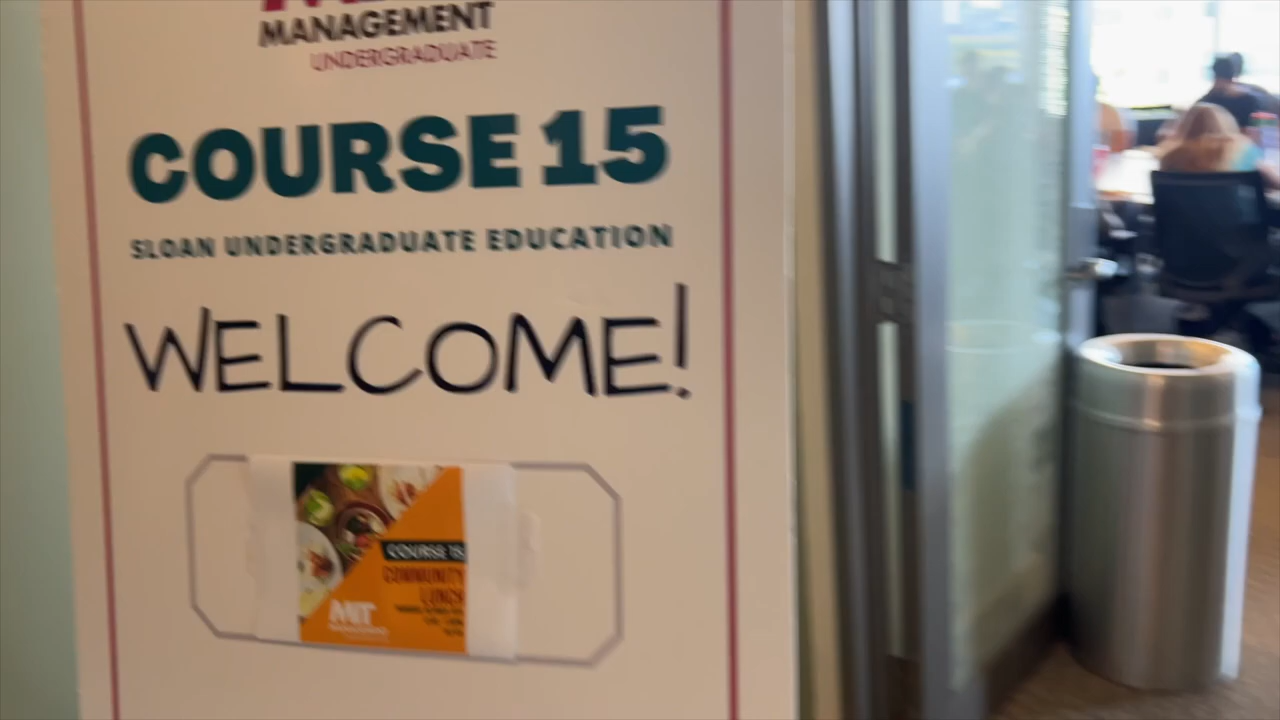 MANAGEMENT
UNDERGRADUATE
COURSE 15
SLOAN UNDERGRADUATE EDUCATION
WELCOME!
COURSE 15
COMMUNITY
LUNCH
MIT